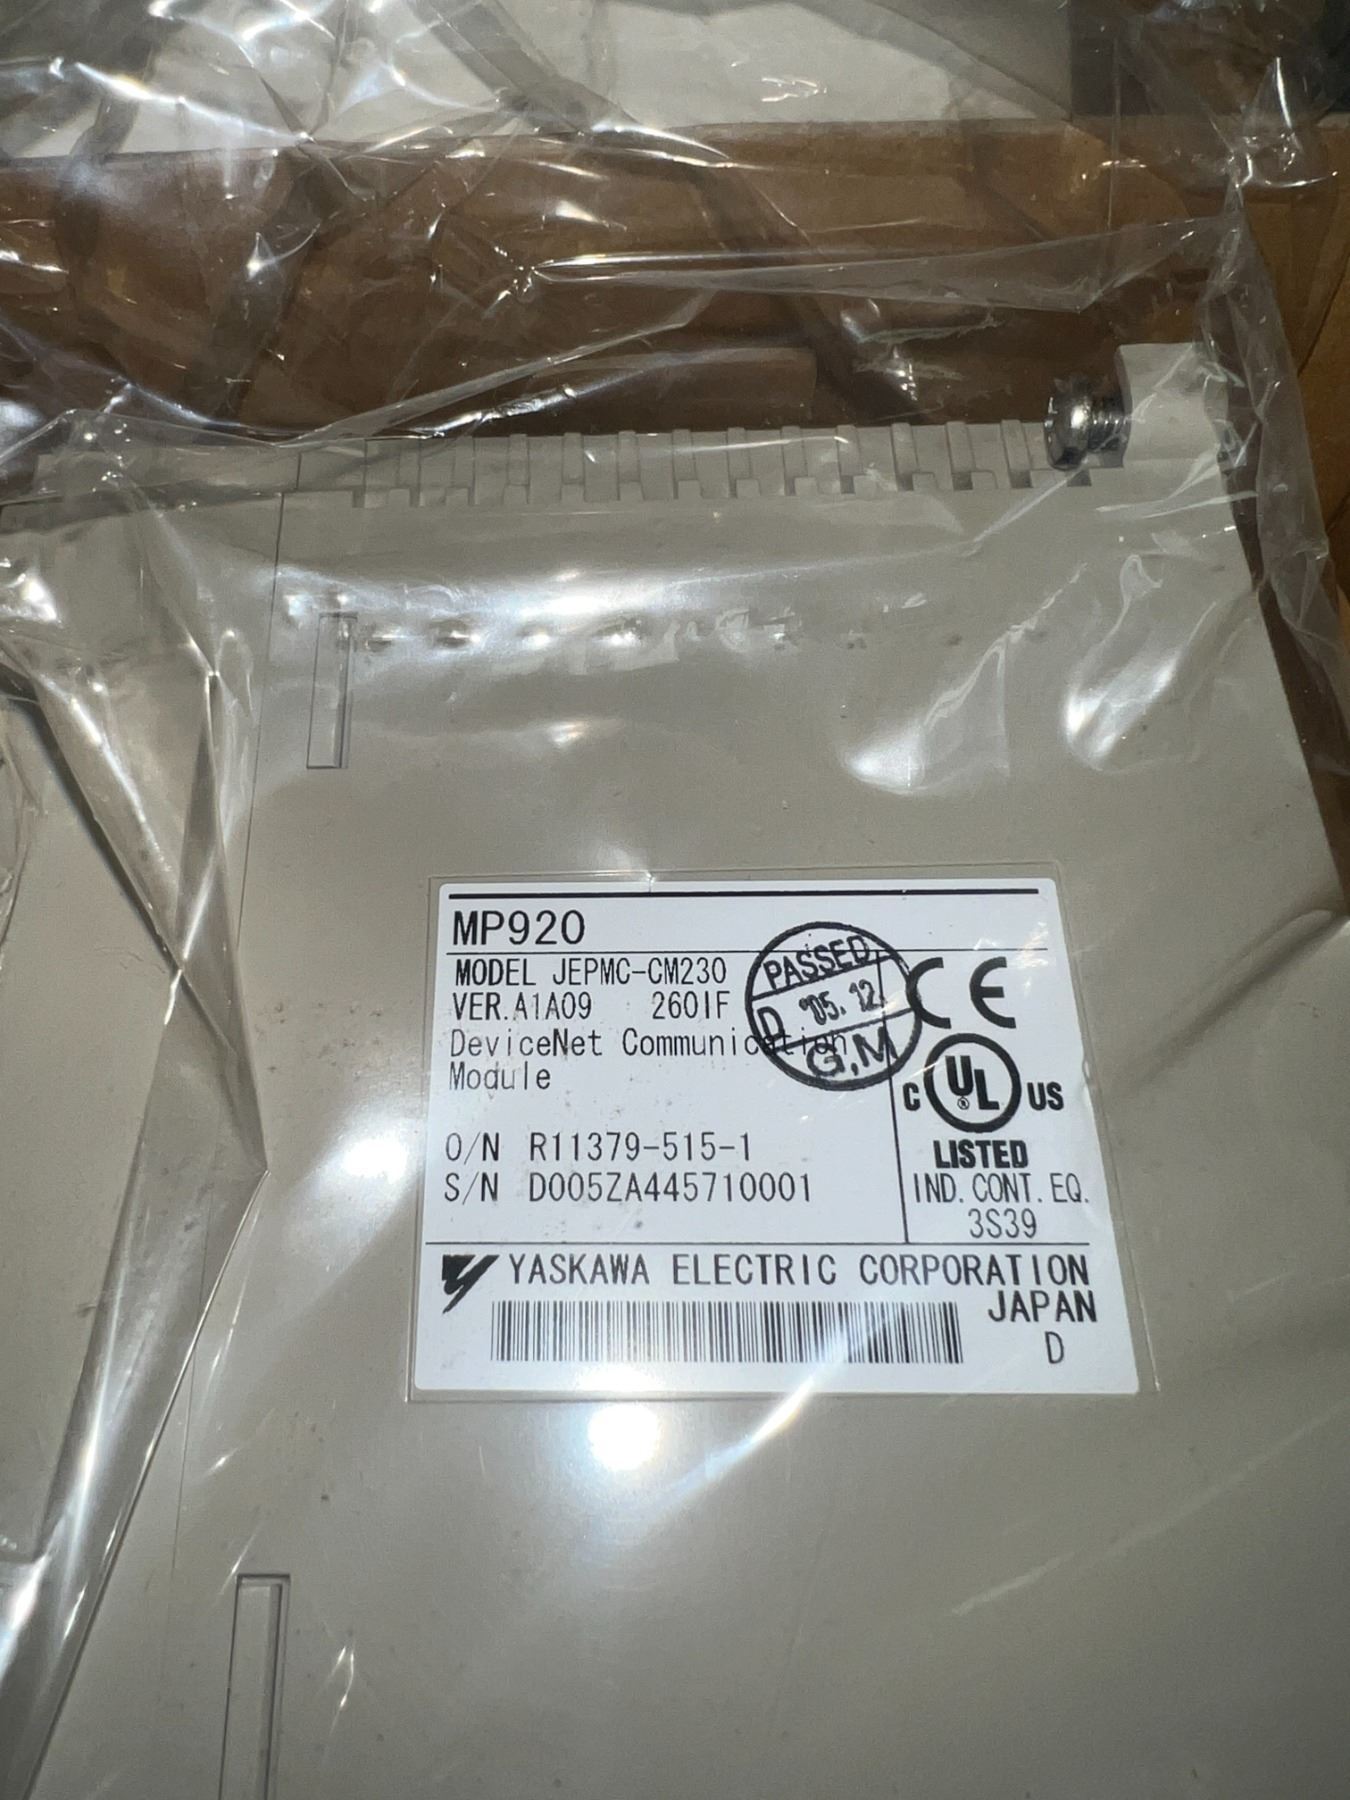 MP920
MODEL JEPMC-CM230
VER.A1A09 260IF
DeviceNet Communication
Module
PASSED
D '05.12
G,M
CE
C UL ® US
LISTED
IND. CONT. EQ.
3S39
O/N R11379-515-1
S/N D005ZA445710001
YASKAWA ELECTRIC CORPORATION
JAPAN
D